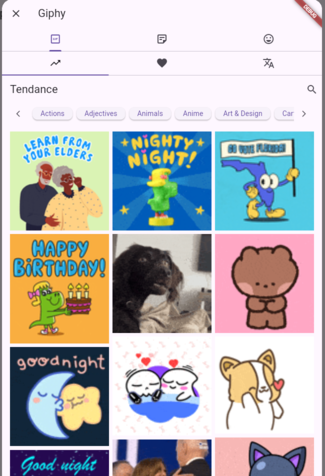 Giphy
DEBUG
Tendance
Actions
Adjectives
Animals
Anime
Art & Design
Car
LEARN FROM
YOUR ELDERS
NIGHTY
NIGHT!
GO VOTE FLORIDA!
HAPPY
BIRTHDAY!
goodnight
Good night